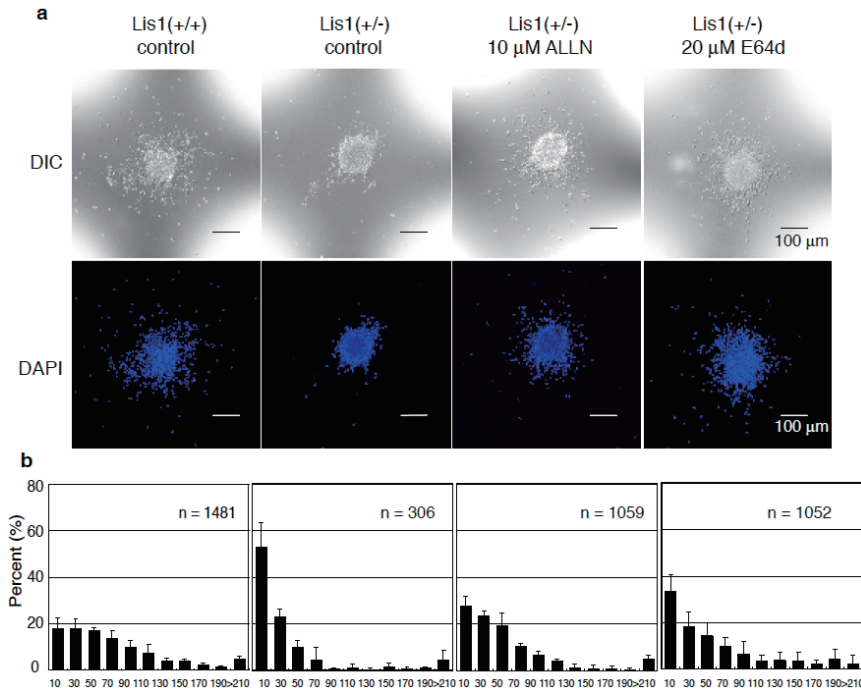 a
Lis1(+/+) control
Lis1(+/-) control
Lis1(+/-) 10 μM ALLN
Lis1(+/-) 20 μM E64d
DIC
100 μm
DAPI
100 μm
b
Percent (%)
80
60
40
20
0
n = 1481
n = 306
n = 1059
n = 1052
10 30 50 70 90 110 130 150 170 190>210
10 30 50 70 90 110 130 150 170 190>210
10 30 50 70 90 110 130 150 170 190>210
10 30 50 70 90 110 130 150 170 190>210